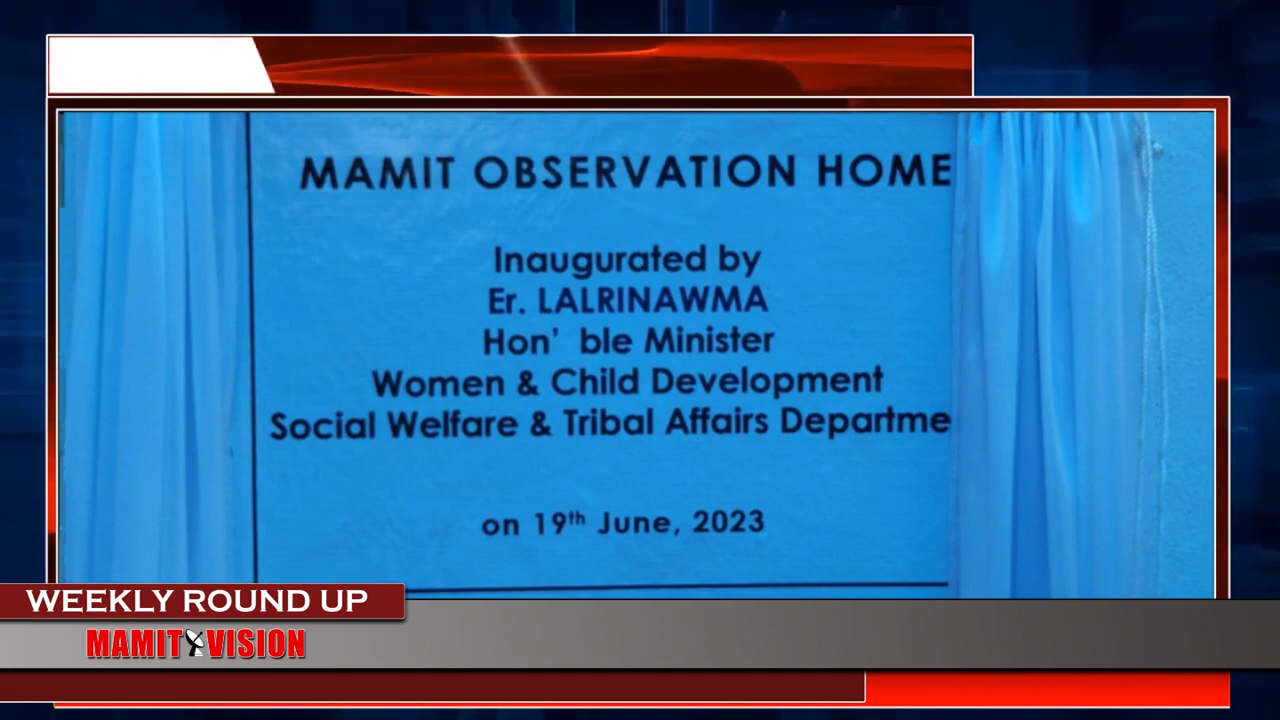 MAMIT OBSERVATION HOME
Inaugurated by
Er. LALRINAWMA
Hon' ble Minister
Women & Child Development
Social Welfare & Tribal Affairs Departme
on 19th June, 2023
WEEKLY ROUND UP
MAMIT VISION